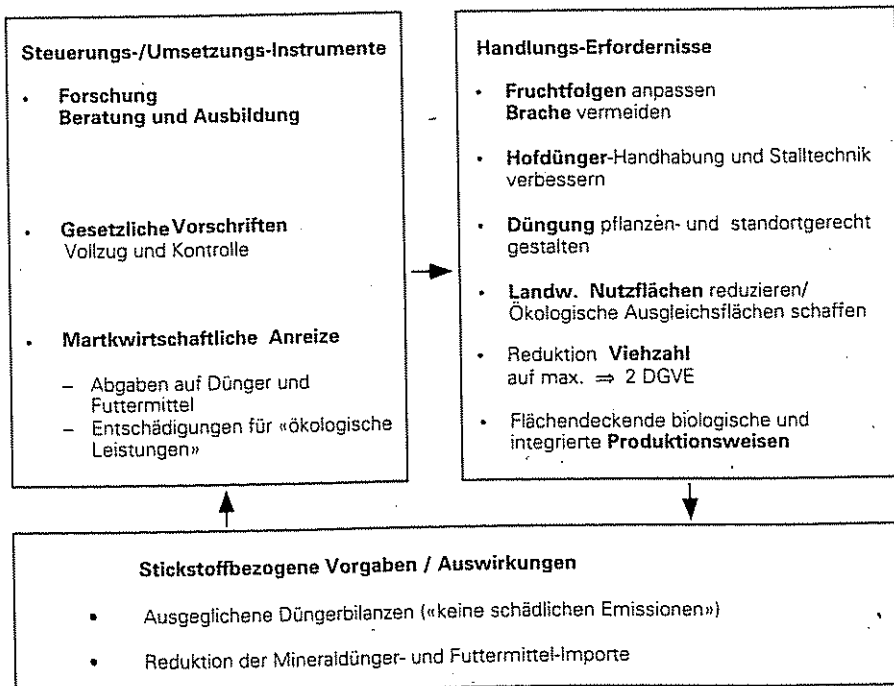 Steuerungs-/Umsetzungs-Instrumente
• Forschung
Beratung und Ausbildung
• Gesetzliche Vorschriften
Vollzug und Kontrolle
• Martkwirtschaftliche Anreize
– Abgaben auf Dünger und
Futtermittel
– Entschädigungen für «ökologische
Leistungen»
Handlungs-Erfordernisse
• Fruchtfolgen anpassen
Brache vermeiden
• Hofdünger-Handhabung und Stalltechnik
verbessern
• Düngung pflanzen- und standortgerecht
gestalten
• Landw. Nutzflächen reduzieren/
Ökologische Ausgleichsflächen schaffen
• Reduktion Viehzahl
auf max. ⇒ 2 DGVE
• Flächendeckende biologische und
integrierte Produktionsweisen
Stickstoffbezogene Vorgaben / Auswirkungen
• Ausgeglichene Düngerbilanzen («keine schädlichen Emissionen»)
• Reduktion der Mineraldünger- und Futtermittel-Importe